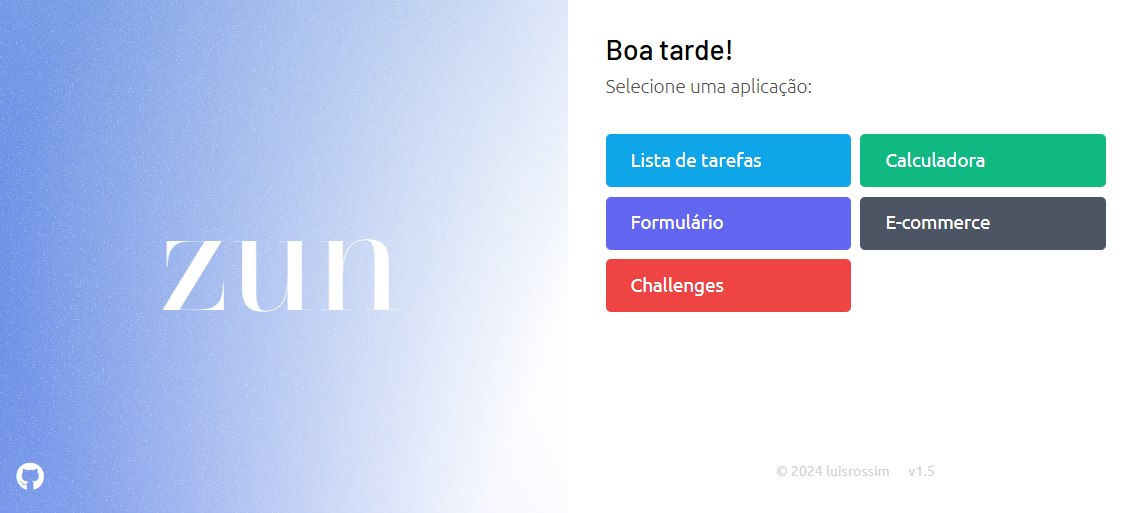 zun
Boa tarde!
Selecione uma aplicação:
Lista de tarefas
Calculadora
Formulário
E-commerce
Challenges
© 2024 luisrossim v1.5